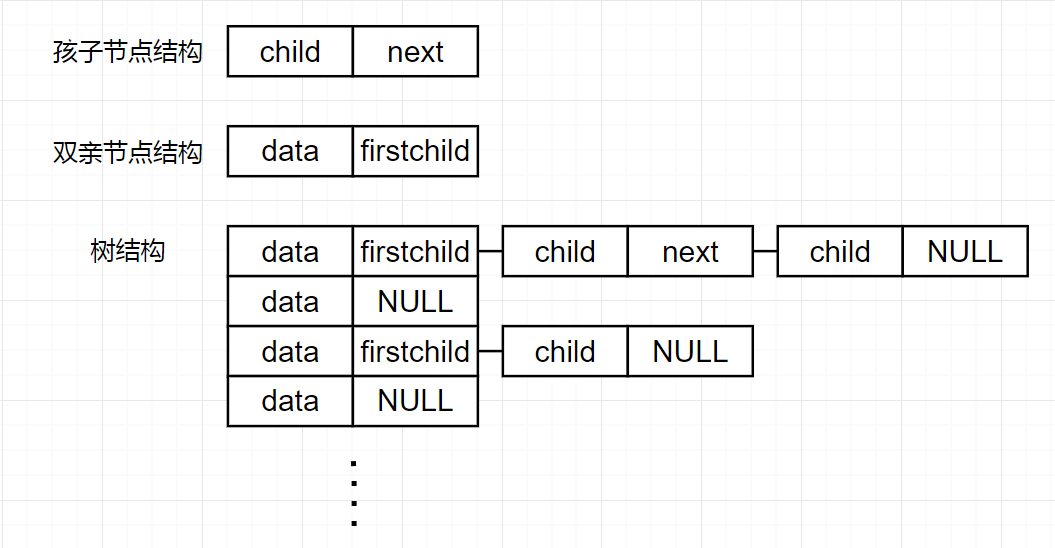 孩子节点结构 child next
双亲节点结构 data firstchild
树结构 data firstchild child next child NULL
data NULL
data firstchild child NULL
data NULL